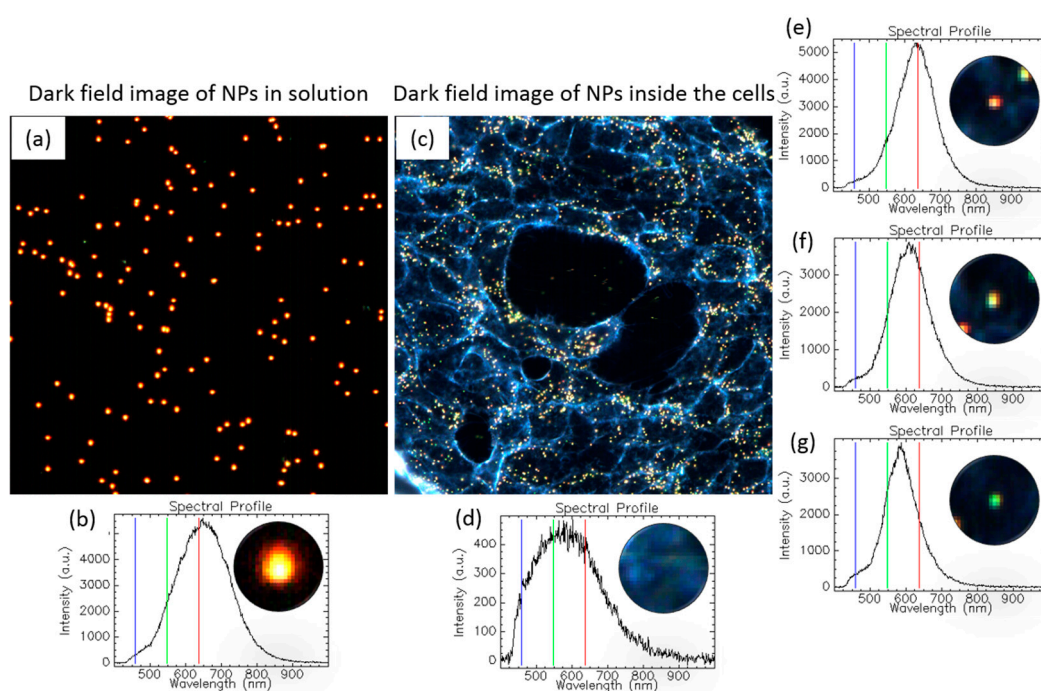 Dark field image of NPs in solution
Dark field image of NPs inside the cells
(a)
(c)
(b)
Spectral Profile
Intensity (a.u.)
5000
4000
3000
2000
1000
0
500 600 700 800 900
Wavelength (nm)
(d)
Spectral Profile
Intensity (a.u.)
400
300
200
100
0
500 600 700 800 900
Wavelength (nm)
(e)
Spectral Profile
Intensity (a.u.)
5000
4000
3000
2000
1000
0
500 600 700 800 900
Wavelength (nm)
(f)
Spectral Profile
Intensity (a.u.)
3000
2000
1000
0
500 600 700 800 900
Wavelength (nm)
(g)
Spectral Profile
Intensity (a.u.)
3000
2000
1000
0
500 600 700 800 900
Wavelength (nm)